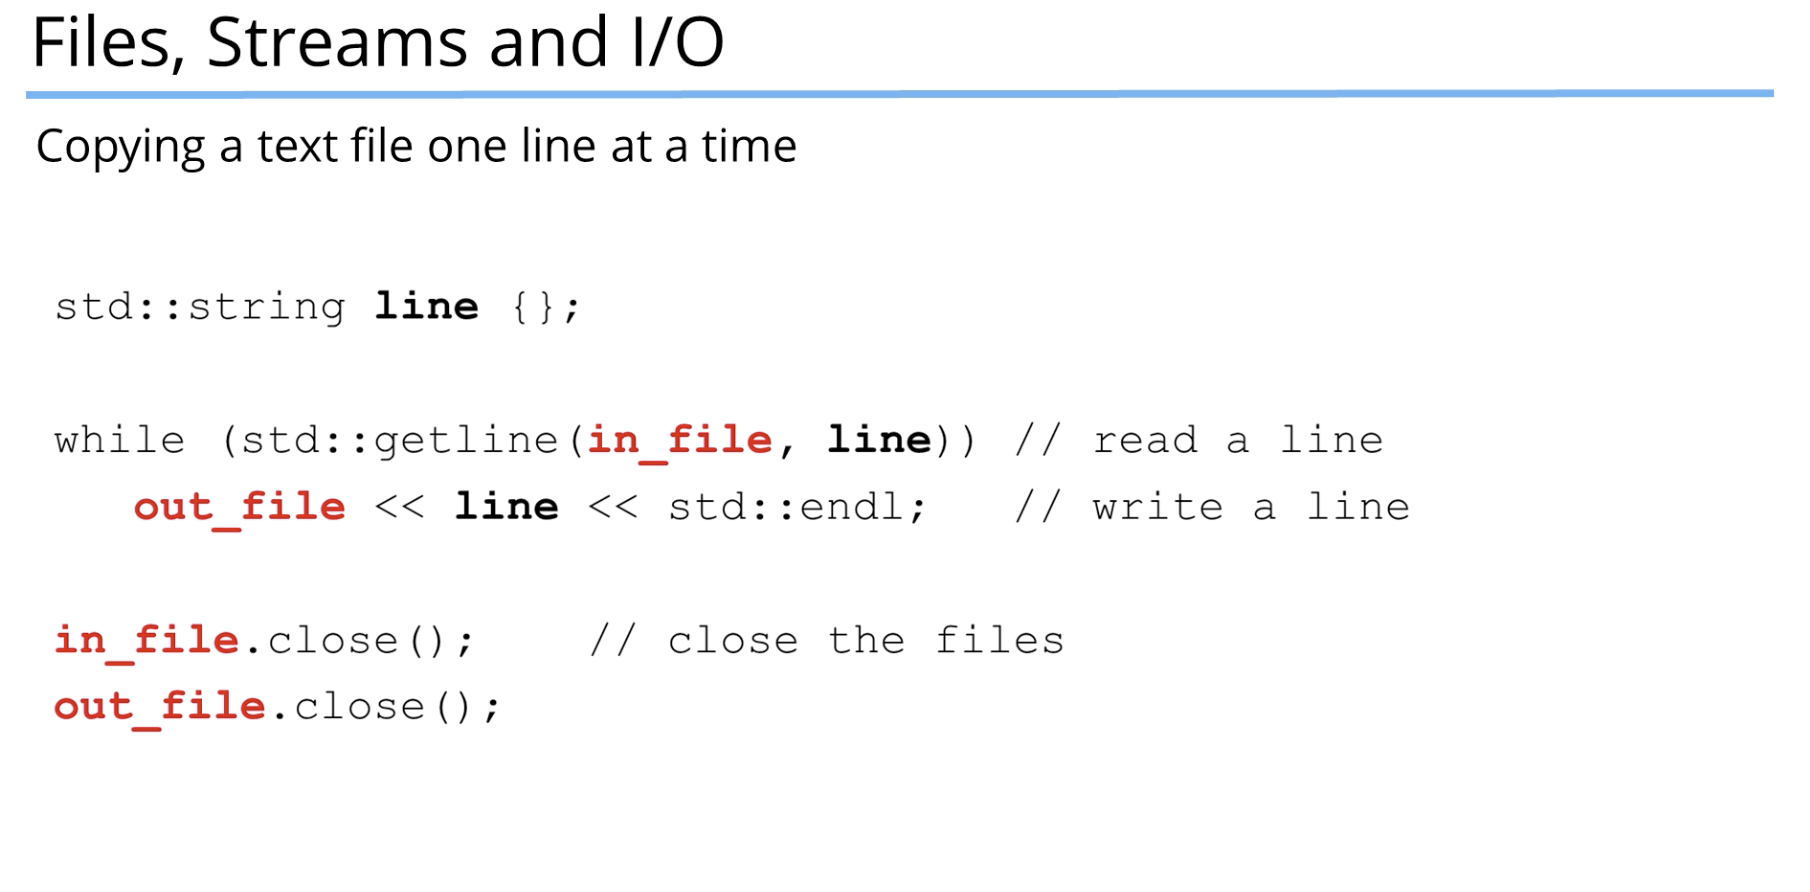 Files, Streams and I/O
Copying a text file one line at a time
std::string line {};
while (std::getline(in_file, line)) // read a line
out_file << line << std::endl; // write a line
in_file.close(); // close the files
out_file.close();